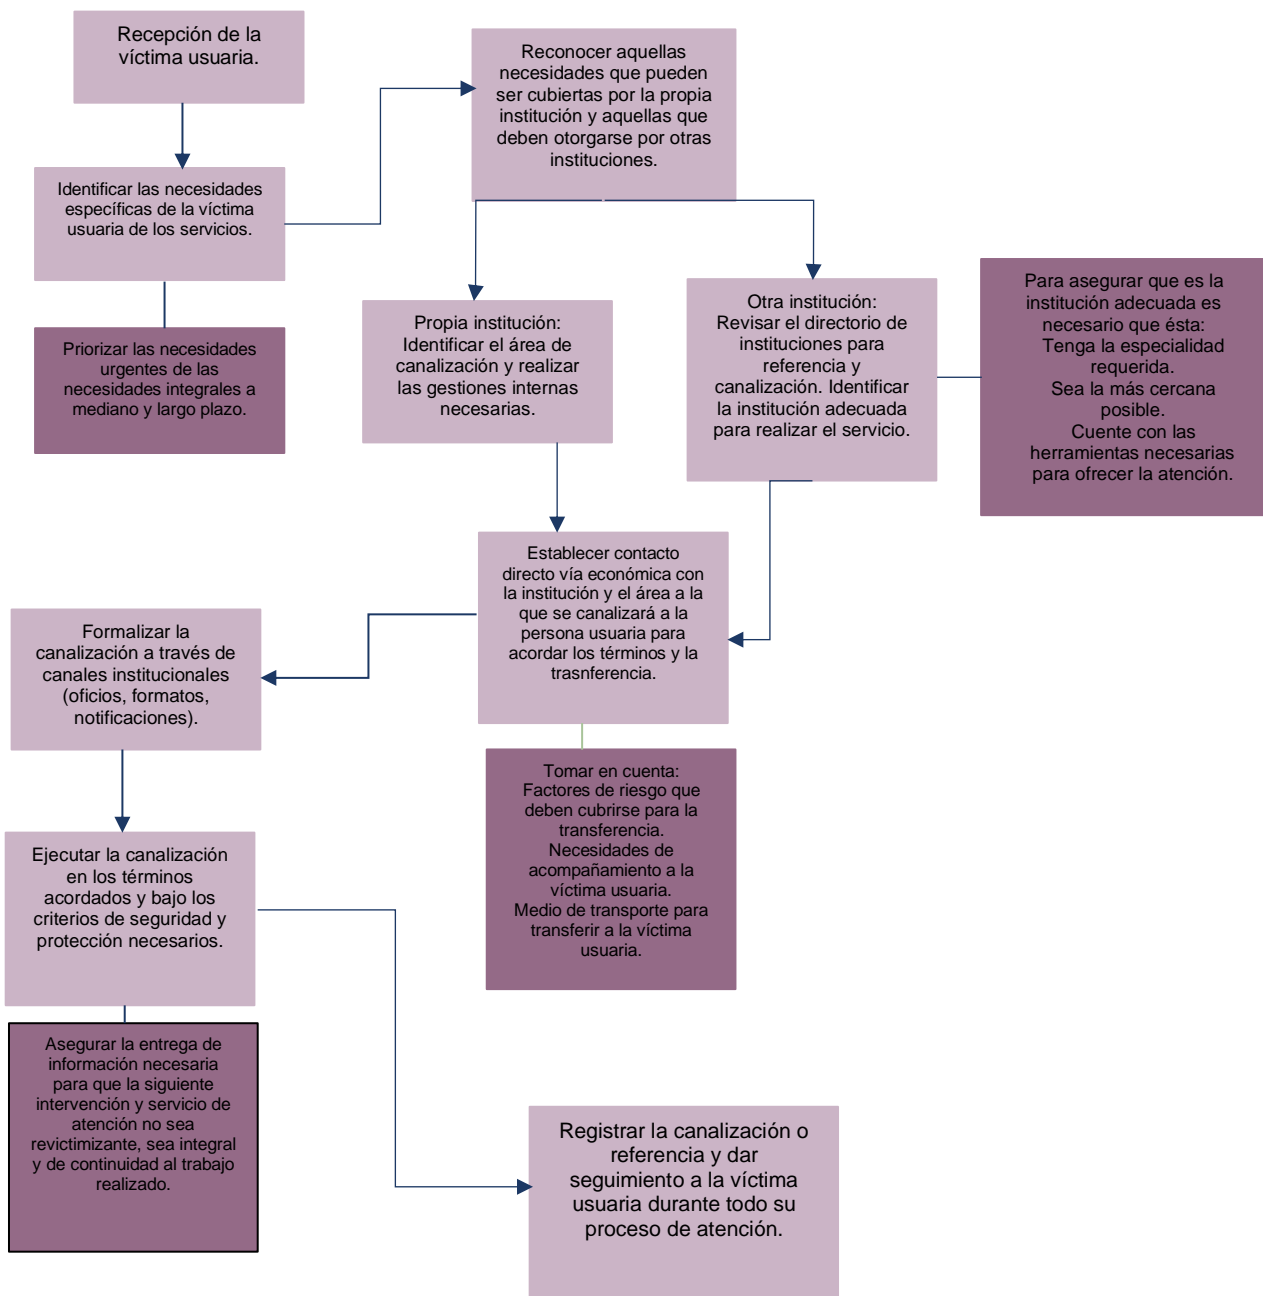 Recepción de la
víctima usuaria.
Identificar las necesidades
específicas de la víctima
usuaria de los servicios.
Priorizar las necesidades
urgentes de las
necesidades integrales a
mediano y largo plazo.
Reconocer aquellas
necesidades que pueden
ser cubiertas por la propia
institución y aquellas que
deben otorgarse por otras
instituciones.
Propia institución:
Identificar el área de
canalización y realizar
las gestiones internas
necesarias.
Otra institución:
Revisar el directorio de
instituciones para
referencia y
canalización. Identificar
la institución adecuada
para realizar el servicio.
Para asegurar que es la
institución adecuada es
necesario que ésta:
Tenga la especialidad
requerida.
Sea la más cercana
posible.
Cuente con las
herramientas necesarias
para ofrecer la atención.
Establecer contacto
directo vía económica con
la institución y el área a la
que se canalizará a la
persona usuaria para
acordar los términos y la
trasnferencia.
Tomar en cuenta:
Factores de riesgo que
deben cubrirse para la
transferencia.
Necesidades de
acompañamiento a la
víctima usuaria.
Medio de transporte para
transferir a la víctima
usuaria.
Formalizar la
canalización a través de
canales institucionales
(oficios, formatos,
notificaciones).
Ejecutar la canalización
en los términos
acordados y bajo los
criterios de seguridad y
protección necesarios.
Asegurar la entrega de
información necesaria
para que la siguiente
intervención y servicio de
atención no sea
revictimizante, sea integral
y de continuidad al trabajo
realizado.
Registrar la canalización o
referencia y dar
seguimiento a la víctima
usuaria durante todo su
proceso de atención.